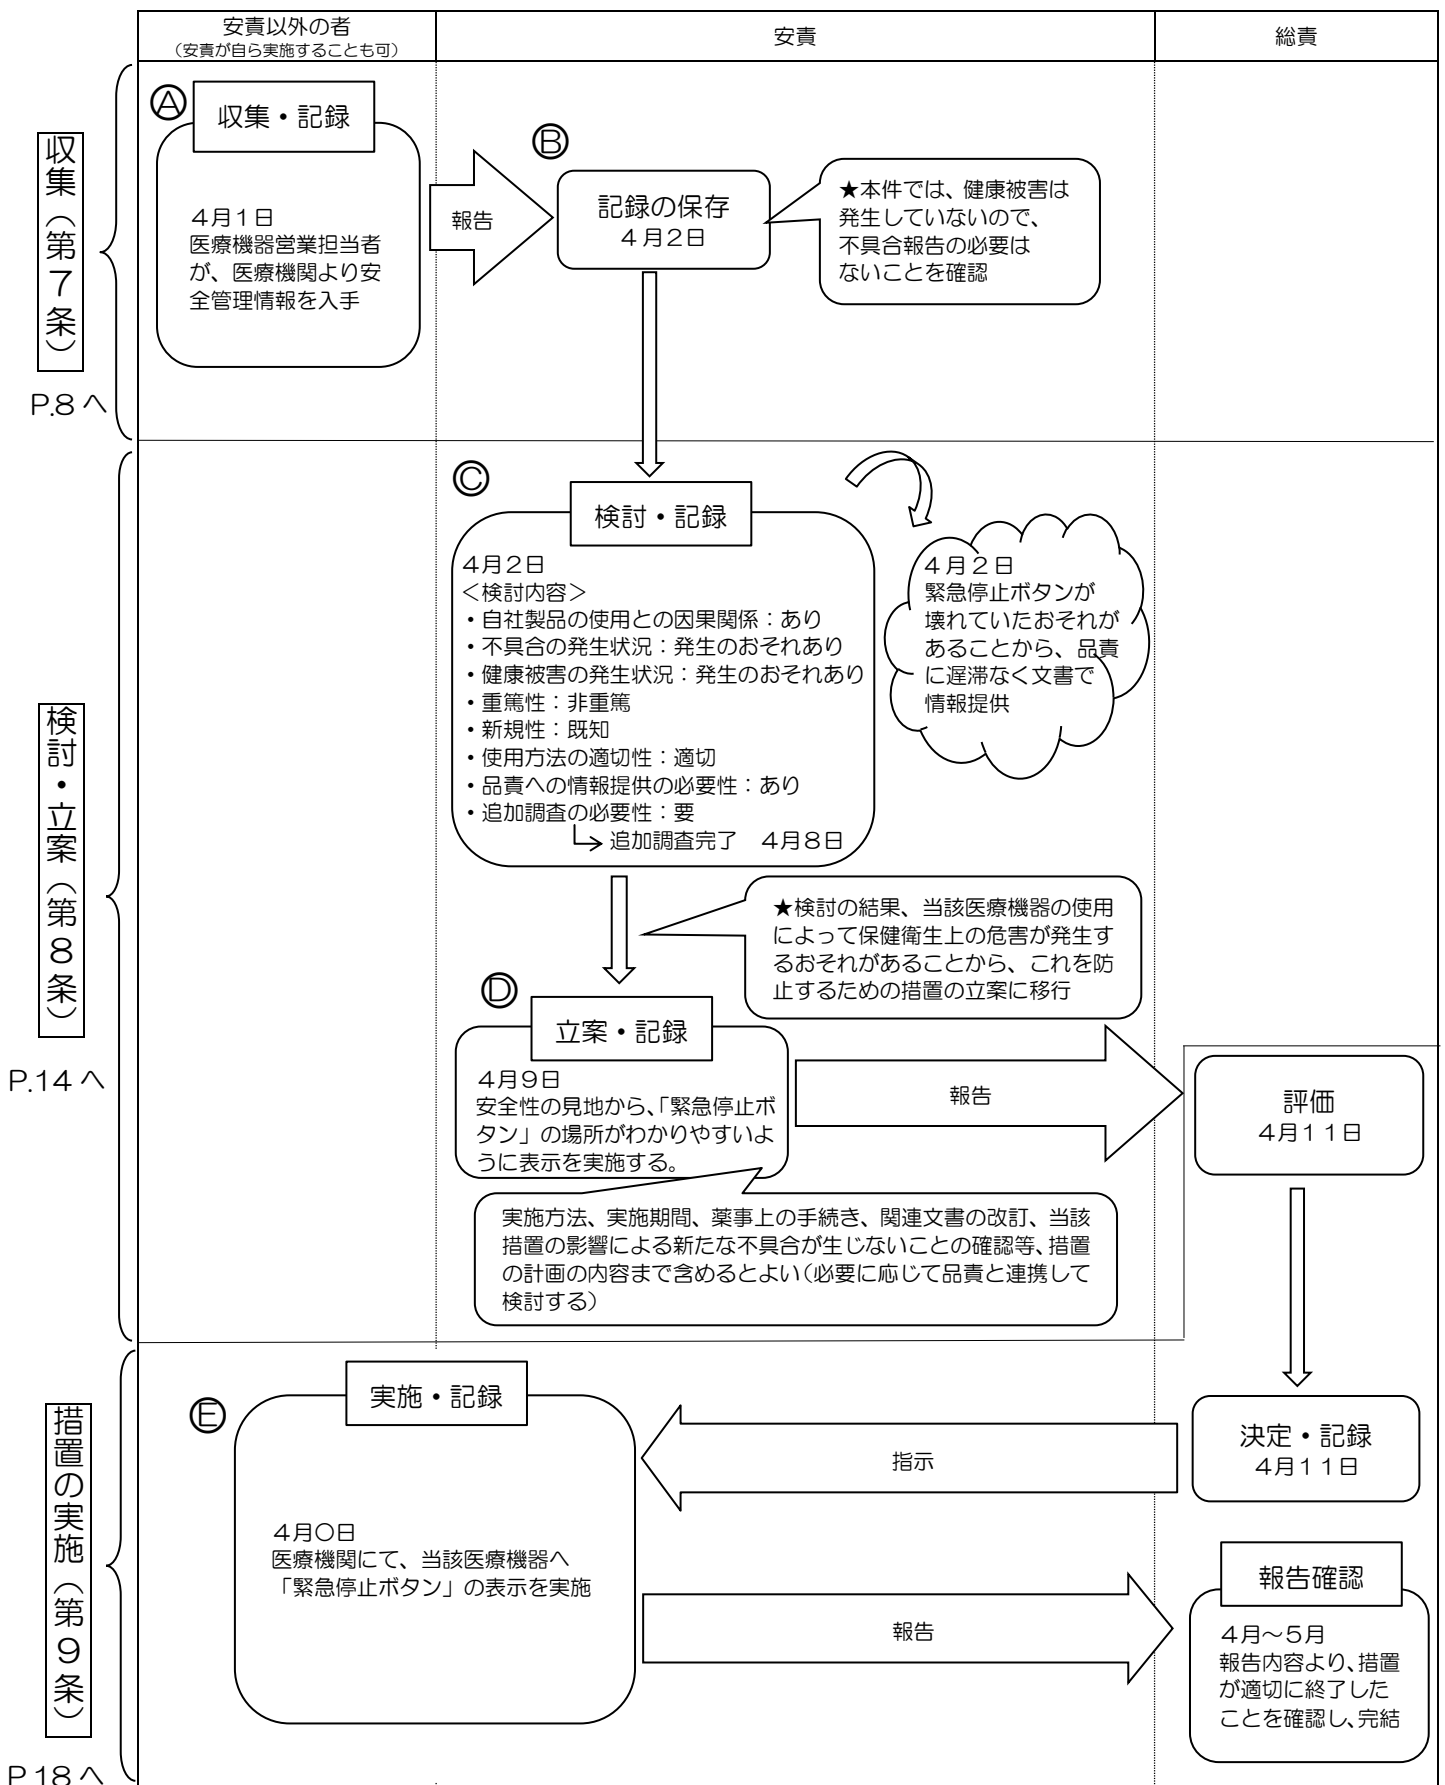 安責以外の者
（安責が自ら実施することも可）
安責
総責
収集（第７条）
P.8 へ
Ⓐ
収集・記録
４月１日
医療機器営業担当者
が、医療機関より安
全管理情報を入手
報告
Ⓑ
記録の保存
４月２日
★本件では、健康被害は
発生していないので、
不具合報告の必要は
ないことを確認
検討・立案（第８条）
P.14 へ
Ⓒ
検討・記録
４月２日
＜検討内容＞
・自社製品の使用との因果関係：あり
・不具合の発生状況：発生のおそれあり
・健康被害の発生状況：発生のおそれあり
・重篤性：非重篤
・新規性：既知
・使用方法の適切性：適切
・品責への情報提供の必要性：あり
・追加調査の必要性：要
追加調査完了　４月８日
４月２日
緊急停止ボタンが
壊れていたおそれが
あることから、品責
に遅滞なく文書で
情報提供
★検討の結果、当該医療機器の使用
によって保健衛生上の危害が発生す
るおそれがあることから、これを防
止するための措置の立案に移行
Ⓓ
立案・記録
４月９日
安全性の見地から、「緊急停止ボ
タン」の場所がわかりやすいよ
うに表示を実施する。
報告
評価
４月１１日
実施方法、実施期間、薬事上の手続き、関連文書の改訂、当該
措置の影響による新たな不具合が生じないことの確認等、措置
の計画の内容まで含めるとよい（必要に応じて品責と連携して
検討する）
措置の実施（第９条）
P.18 へ
Ⓔ
実施・記録
４月〇日
医療機関にて、当該医療機器へ
「緊急停止ボタン」の表示を実施
指示
決定・記録
４月１１日
報告
報告確認
４月～５月
報告内容より、措置
が適切に終了した
ことを確認し、完結